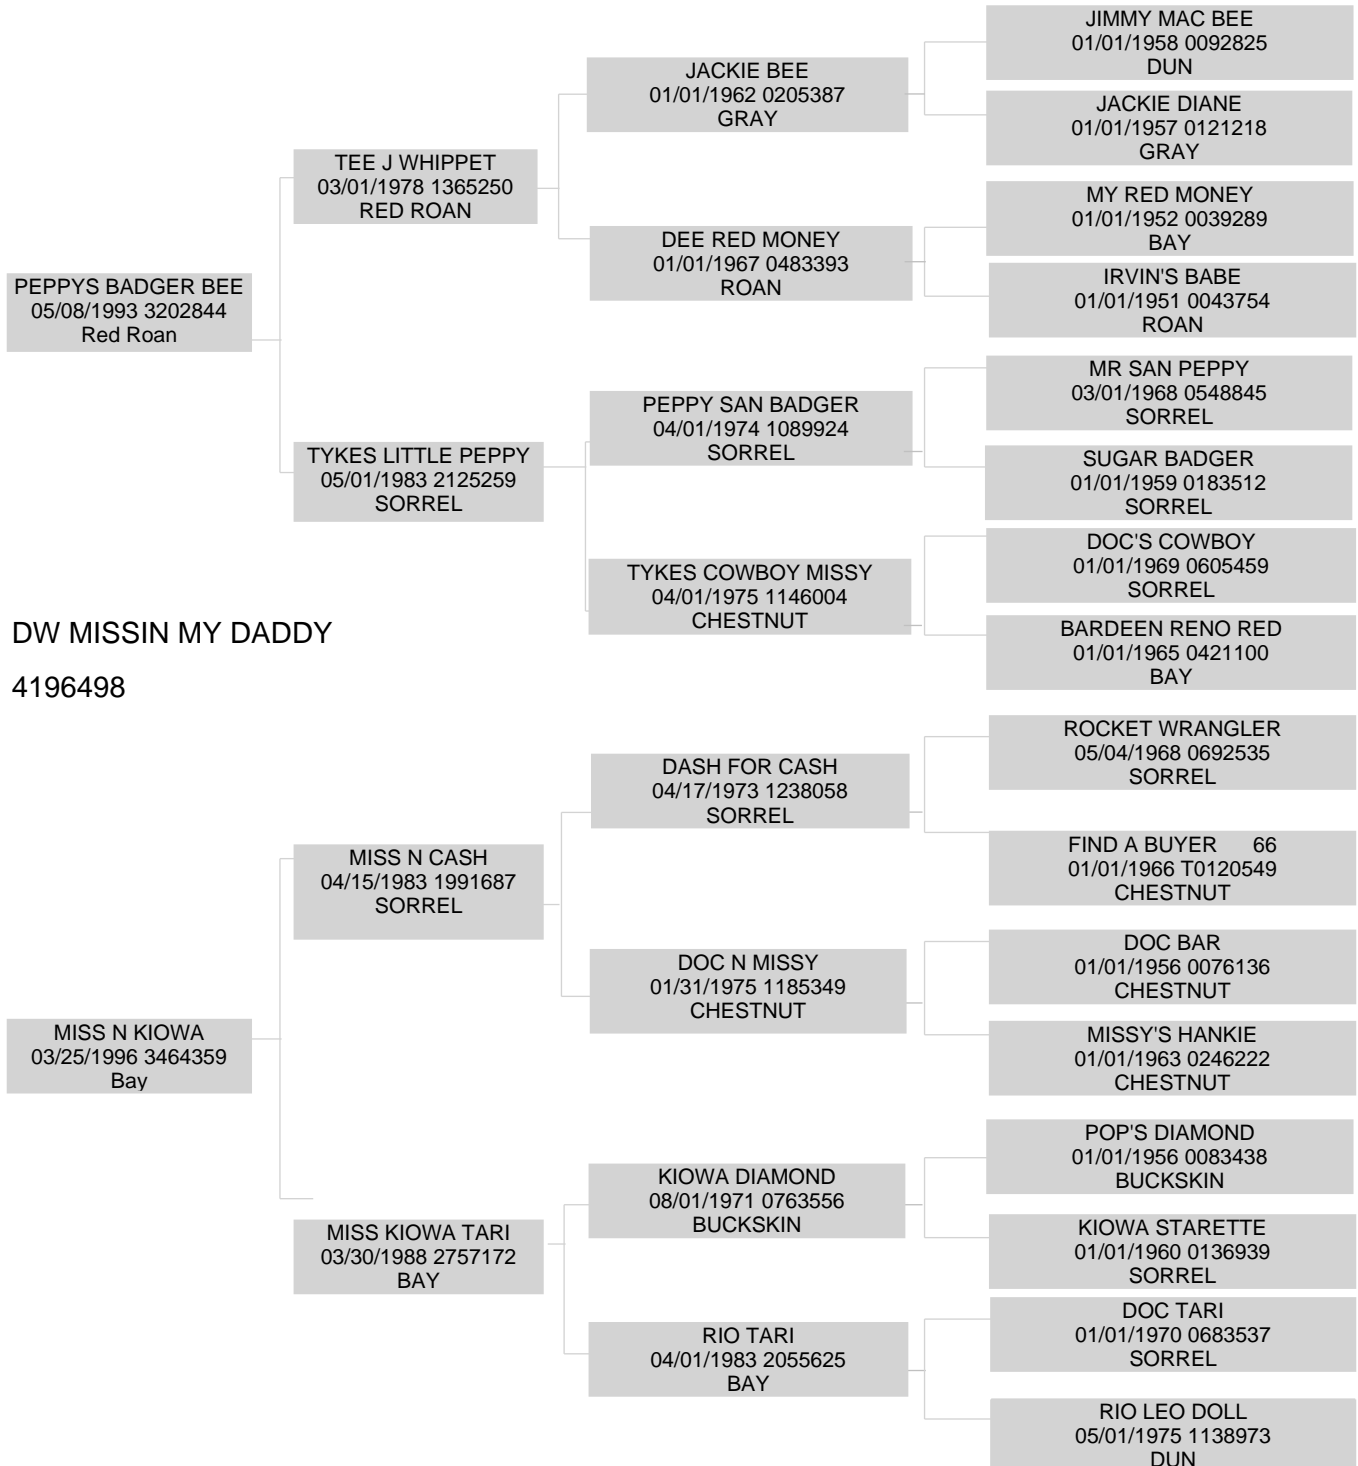 JIMMY MAC BEE
01/01/1958 0092825
DUN
JACKIE BEE
01/01/1962 0205387
GRAY
JACKIE DIANE
01/01/1957 0121218
GRAY
TEE J WHIPPET
03/01/1978 1365250
RED ROAN
MY RED MONEY
01/01/1952 0039289
BAY
DEE RED MONEY
01/01/1967 0483393
ROAN
IRVIN'S BABE
01/01/1951 0043754
ROAN
PEPPYS BADGER BEE
05/08/1993 3202844
Red Roan
MR SAN PEPPY
03/01/1968 0548845
SORREL
PEPPY SAN BADGER
04/01/1974 1089924
SORREL
SUGAR BADGER
01/01/1959 0183512
SORREL
TYKES LITTLE PEPPY
05/01/1983 2125259
SORREL
DOC'S COWBOY
01/01/1969 0605459
SORREL
TYKES COWBOY MISSY
04/01/1975 1146004
CHESTNUT
BARDEEN RENO RED
01/01/1965 0421100
BAY
DW MISSIN MY DADDY
4196498
ROCKET WRANGLER
05/04/1968 0692535
SORREL
DASH FOR CASH
04/17/1973 1238058
SORREL
FIND A BUYER 66
01/01/1966 T0120549
CHESTNUT
MISS N CASH
04/15/1983 1991687
SORREL
DOC BAR
01/01/1956 0076136
CHESTNUT
DOC N MISSY
01/31/1975 1185349
CHESTNUT
MISSY'S HANKIE
01/01/1963 0246222
CHESTNUT
MISS N KIOWA
03/25/1996 3464359
Bay
POP'S DIAMOND
01/01/1956 0083438
BUCKSKIN
KIOWA DIAMOND
08/01/1971 0763556
BUCKSKIN
KIOWA STARETTE
01/01/1960 0136939
SORREL
MISS KIOWA TARI
03/30/1988 2757172
BAY
DOC TARI
01/01/1970 0683537
SORREL
RIO TARI
04/01/1983 2055625
BAY
RIO LEO DOLL
05/01/1975 1138973
DUN